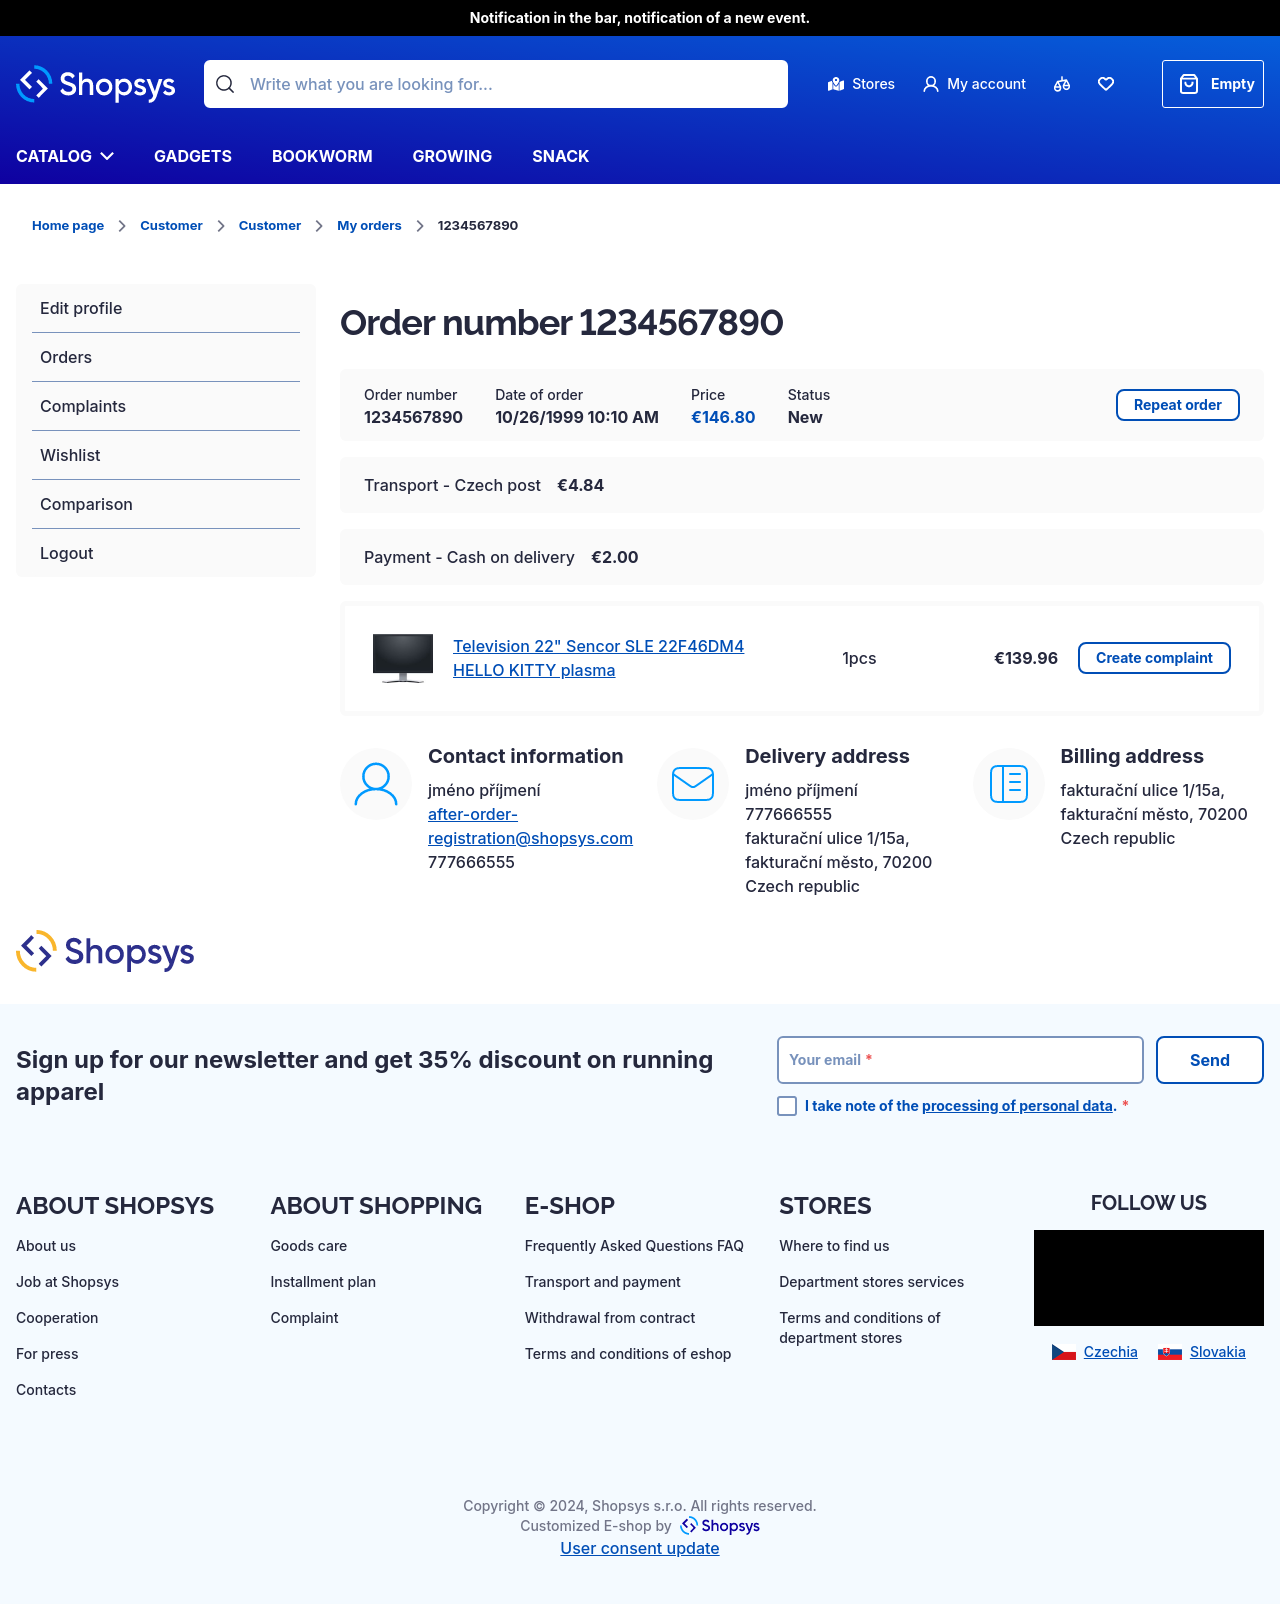 Notification in the bar, notification of a new event.
Shopsys
Write what you are looking for...
Stores
My account
Empty
CATALOG
GADGETS
BOOKWORM
GROWING
SNACK
Home page
Customer
Customer
My orders
1234567890
Edit profile
Orders
Complaints
Wishlist
Comparison
Logout
Order number 1234567890
Order number
1234567890
Date of order
10/26/1999 10:10 AM
Price
€146.80
Status
New
Repeat order
Transport - Czech post €4.84
Payment - Cash on delivery €2.00
Television 22" Sencor SLE 22F46DM4
HELLO KITTY plasma
1pcs
€139.96
Create complaint
Contact information
jméno příjmení
after-order-
registration@shopsys.com
777666555
Delivery address
jméno příjmení
777666555
fakturační ulice 1/15a,
fakturační město, 70200
Czech republic
Billing address
fakturační ulice 1/15a,
fakturační město, 70200
Czech republic
Shopsys
Sign up for our newsletter and get 35% discount on running
apparel
Your email *
Send
I take note of the processing of personal data. *
ABOUT SHOPSYS
About us
Job at Shopsys
Cooperation
For press
Contacts
ABOUT SHOPPING
Goods care
Installment plan
Complaint
E-SHOP
Frequently Asked Questions FAQ
Transport and payment
Withdrawal from contract
Terms and conditions of eshop
STORES
Where to find us
Department stores services
Terms and conditions of
department stores
FOLLOW US
Czechia
Slovakia
Copyright © 2024, Shopsys s.r.o. All rights reserved.
Customized E-shop by Shopsys
User consent update